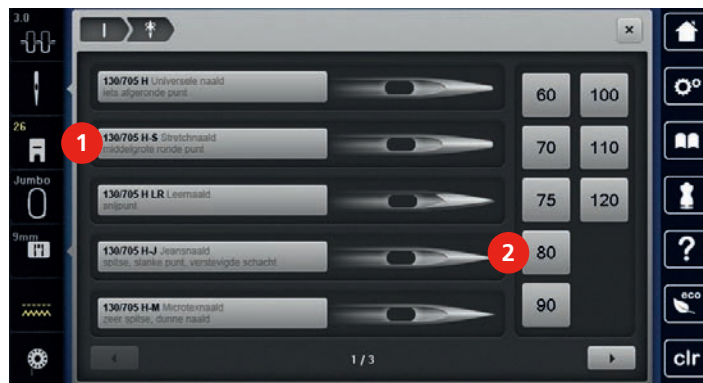 3.0
26
Jumbo
9mm
130/705 H Universele naald
iets afgeronde punt
130/705 H-S Stretchnaald
middelgrote ronde punt
130/705 H LR Leernaald
snijpunt
130/705 H-J Jeansnaald
spitse, slanke punt, verstevigde schacht
130/705 H-M Microtexnaald
zeer spitse, dunne naald
1
2
60 100
70 110
75 120
80
90
1 / 3
×
?
eco
clr